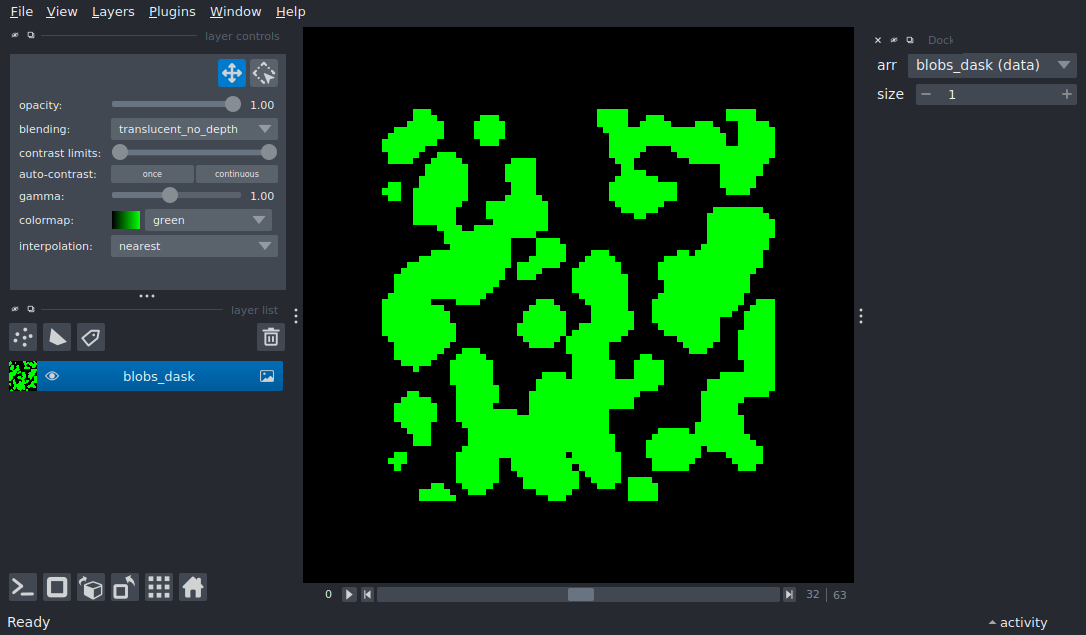 File View Layers Plugins Window Help
layer controls
opacity: 1.00
blending: translucent_no_depth
contrast limits:
auto-contrast: once continuous
gamma: 1.00
colormap: green
interpolation: nearest
layer list
blobs_dask
Dock
arr blobs_dask (data)
size 1
0 32 63
Ready
activity